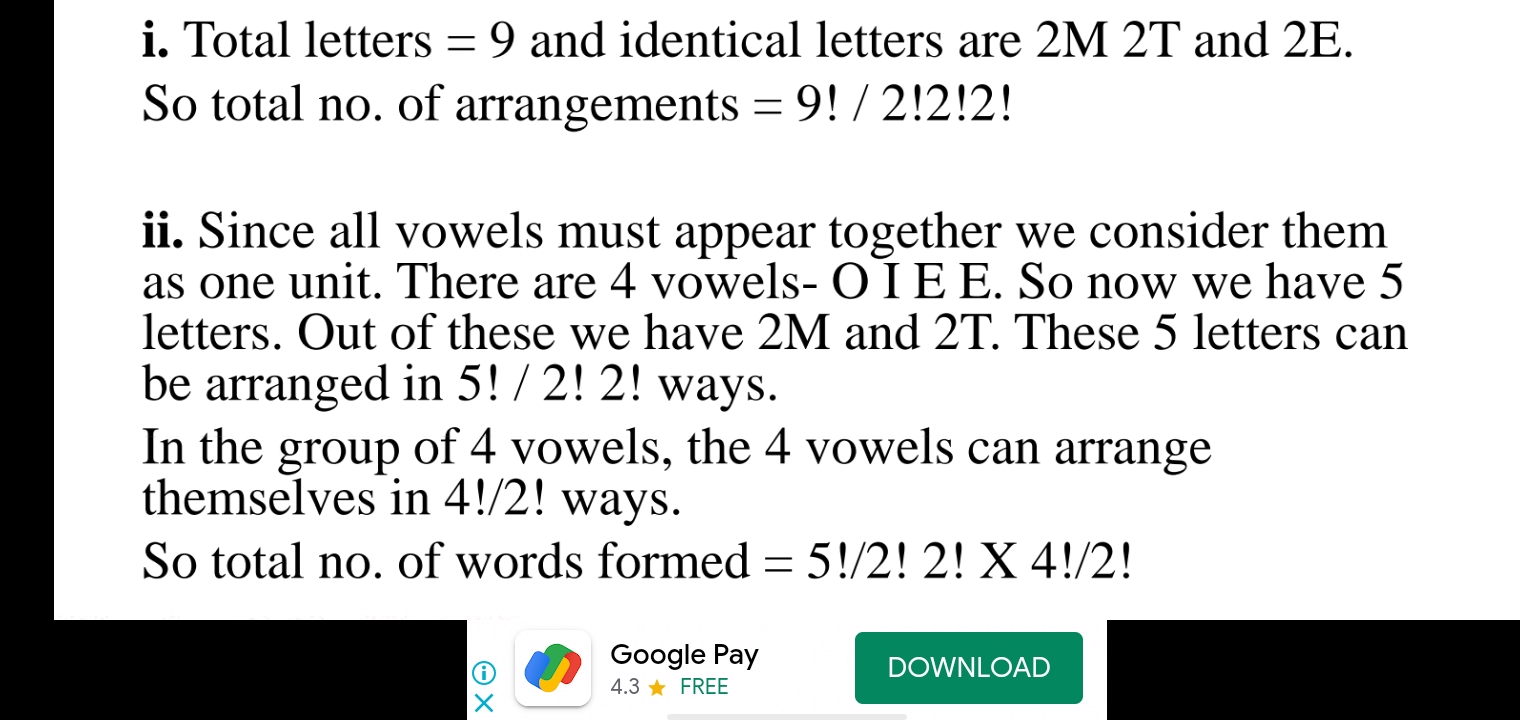 i. Total letters = 9 and identical letters are 2M 2T and 2E.
So total no. of arrangements = 9! / 2!2!2!
ii. Since all vowels must appear together we consider them
as one unit. There are 4 vowels- O I E E. So now we have 5
letters. Out of these we have 2M and 2T. These 5 letters can
be arranged in 5! / 2! 2! ways.
In the group of 4 vowels, the 4 vowels can arrange
themselves in 4!/2! ways.
So total no. of words formed = 5!/2! 2! X 4!/2!
Google Pay
4.3 ★ FREE
DOWNLOAD